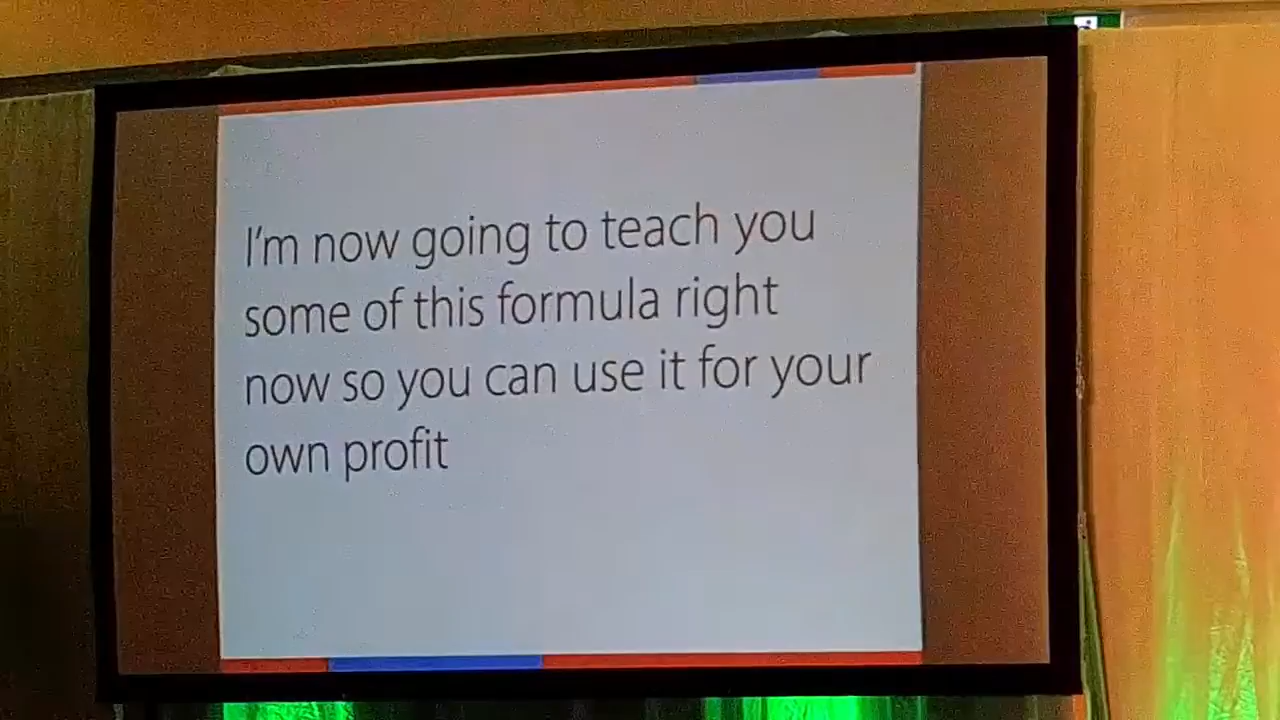 I'm now going to teach you
some of this formula right
now so you can use it for your
own profit